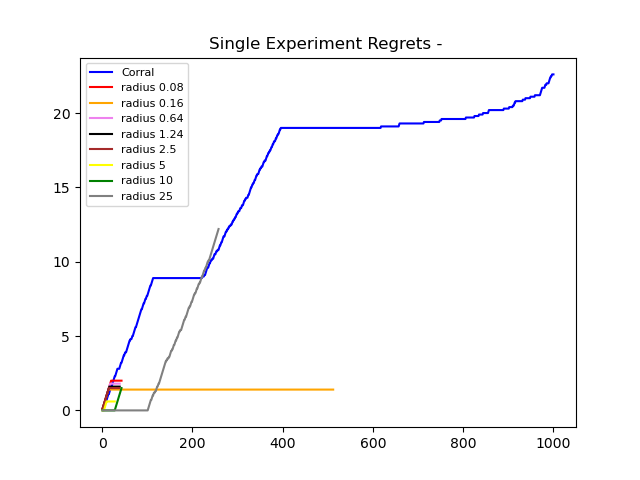 Single Experiment Regrets -
Corral
radius 0.08
radius 0.16
radius 0.64
radius 1.24
radius 2.5
radius 5
radius 10
radius 25
20
15
10
5
0
0 200 400 600 800 1000